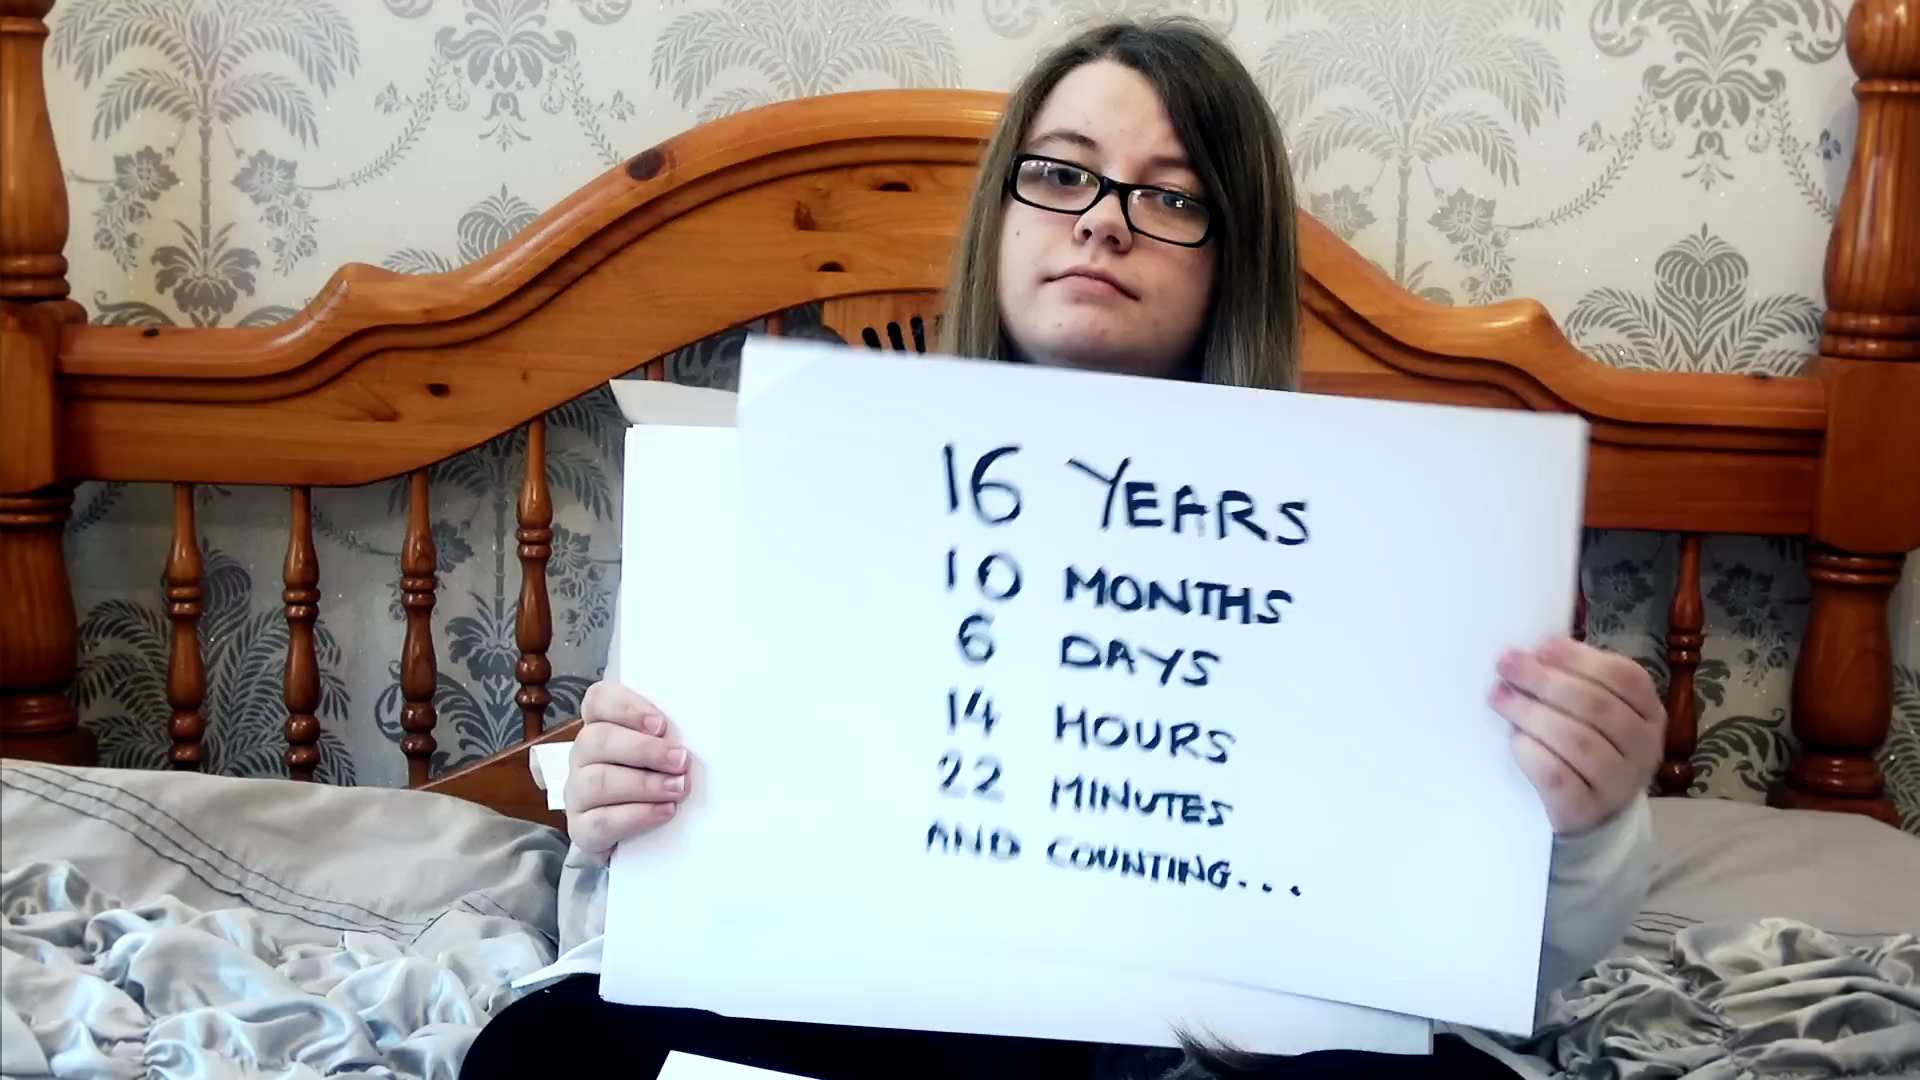 16 YEARS
10 MONTHS
6 DAYS
14 HOURS
22 MINUTES
AND COUNTING...